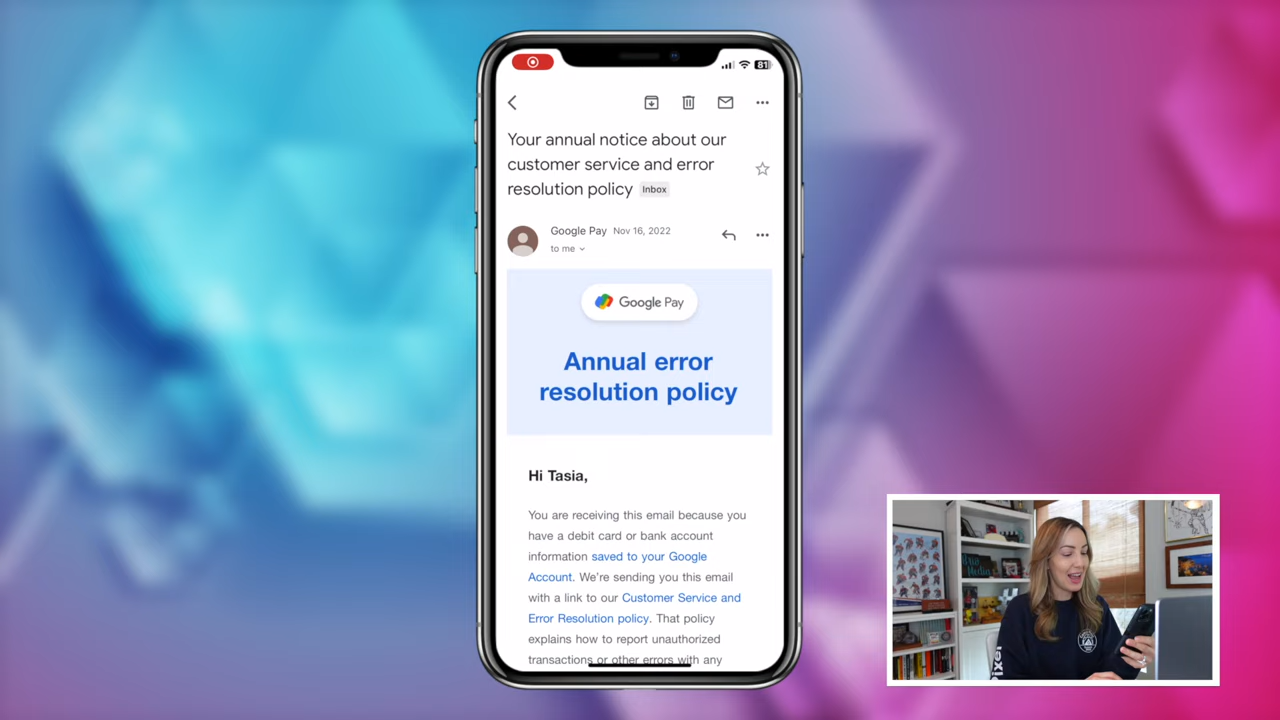 81
Your annual notice about our
customer service and error
resolution policy Inbox
Google Pay Nov 16, 2022
to me
Google Pay
Annual error
resolution policy
Hi Tasia,
You are receiving this email because you
have a debit card or bank account
information saved to your Google
Account. We're sending you this email
with a link to our Customer Service and
Error Resolution policy. That policy
explains how to report unauthorized
transactions or other errors with any